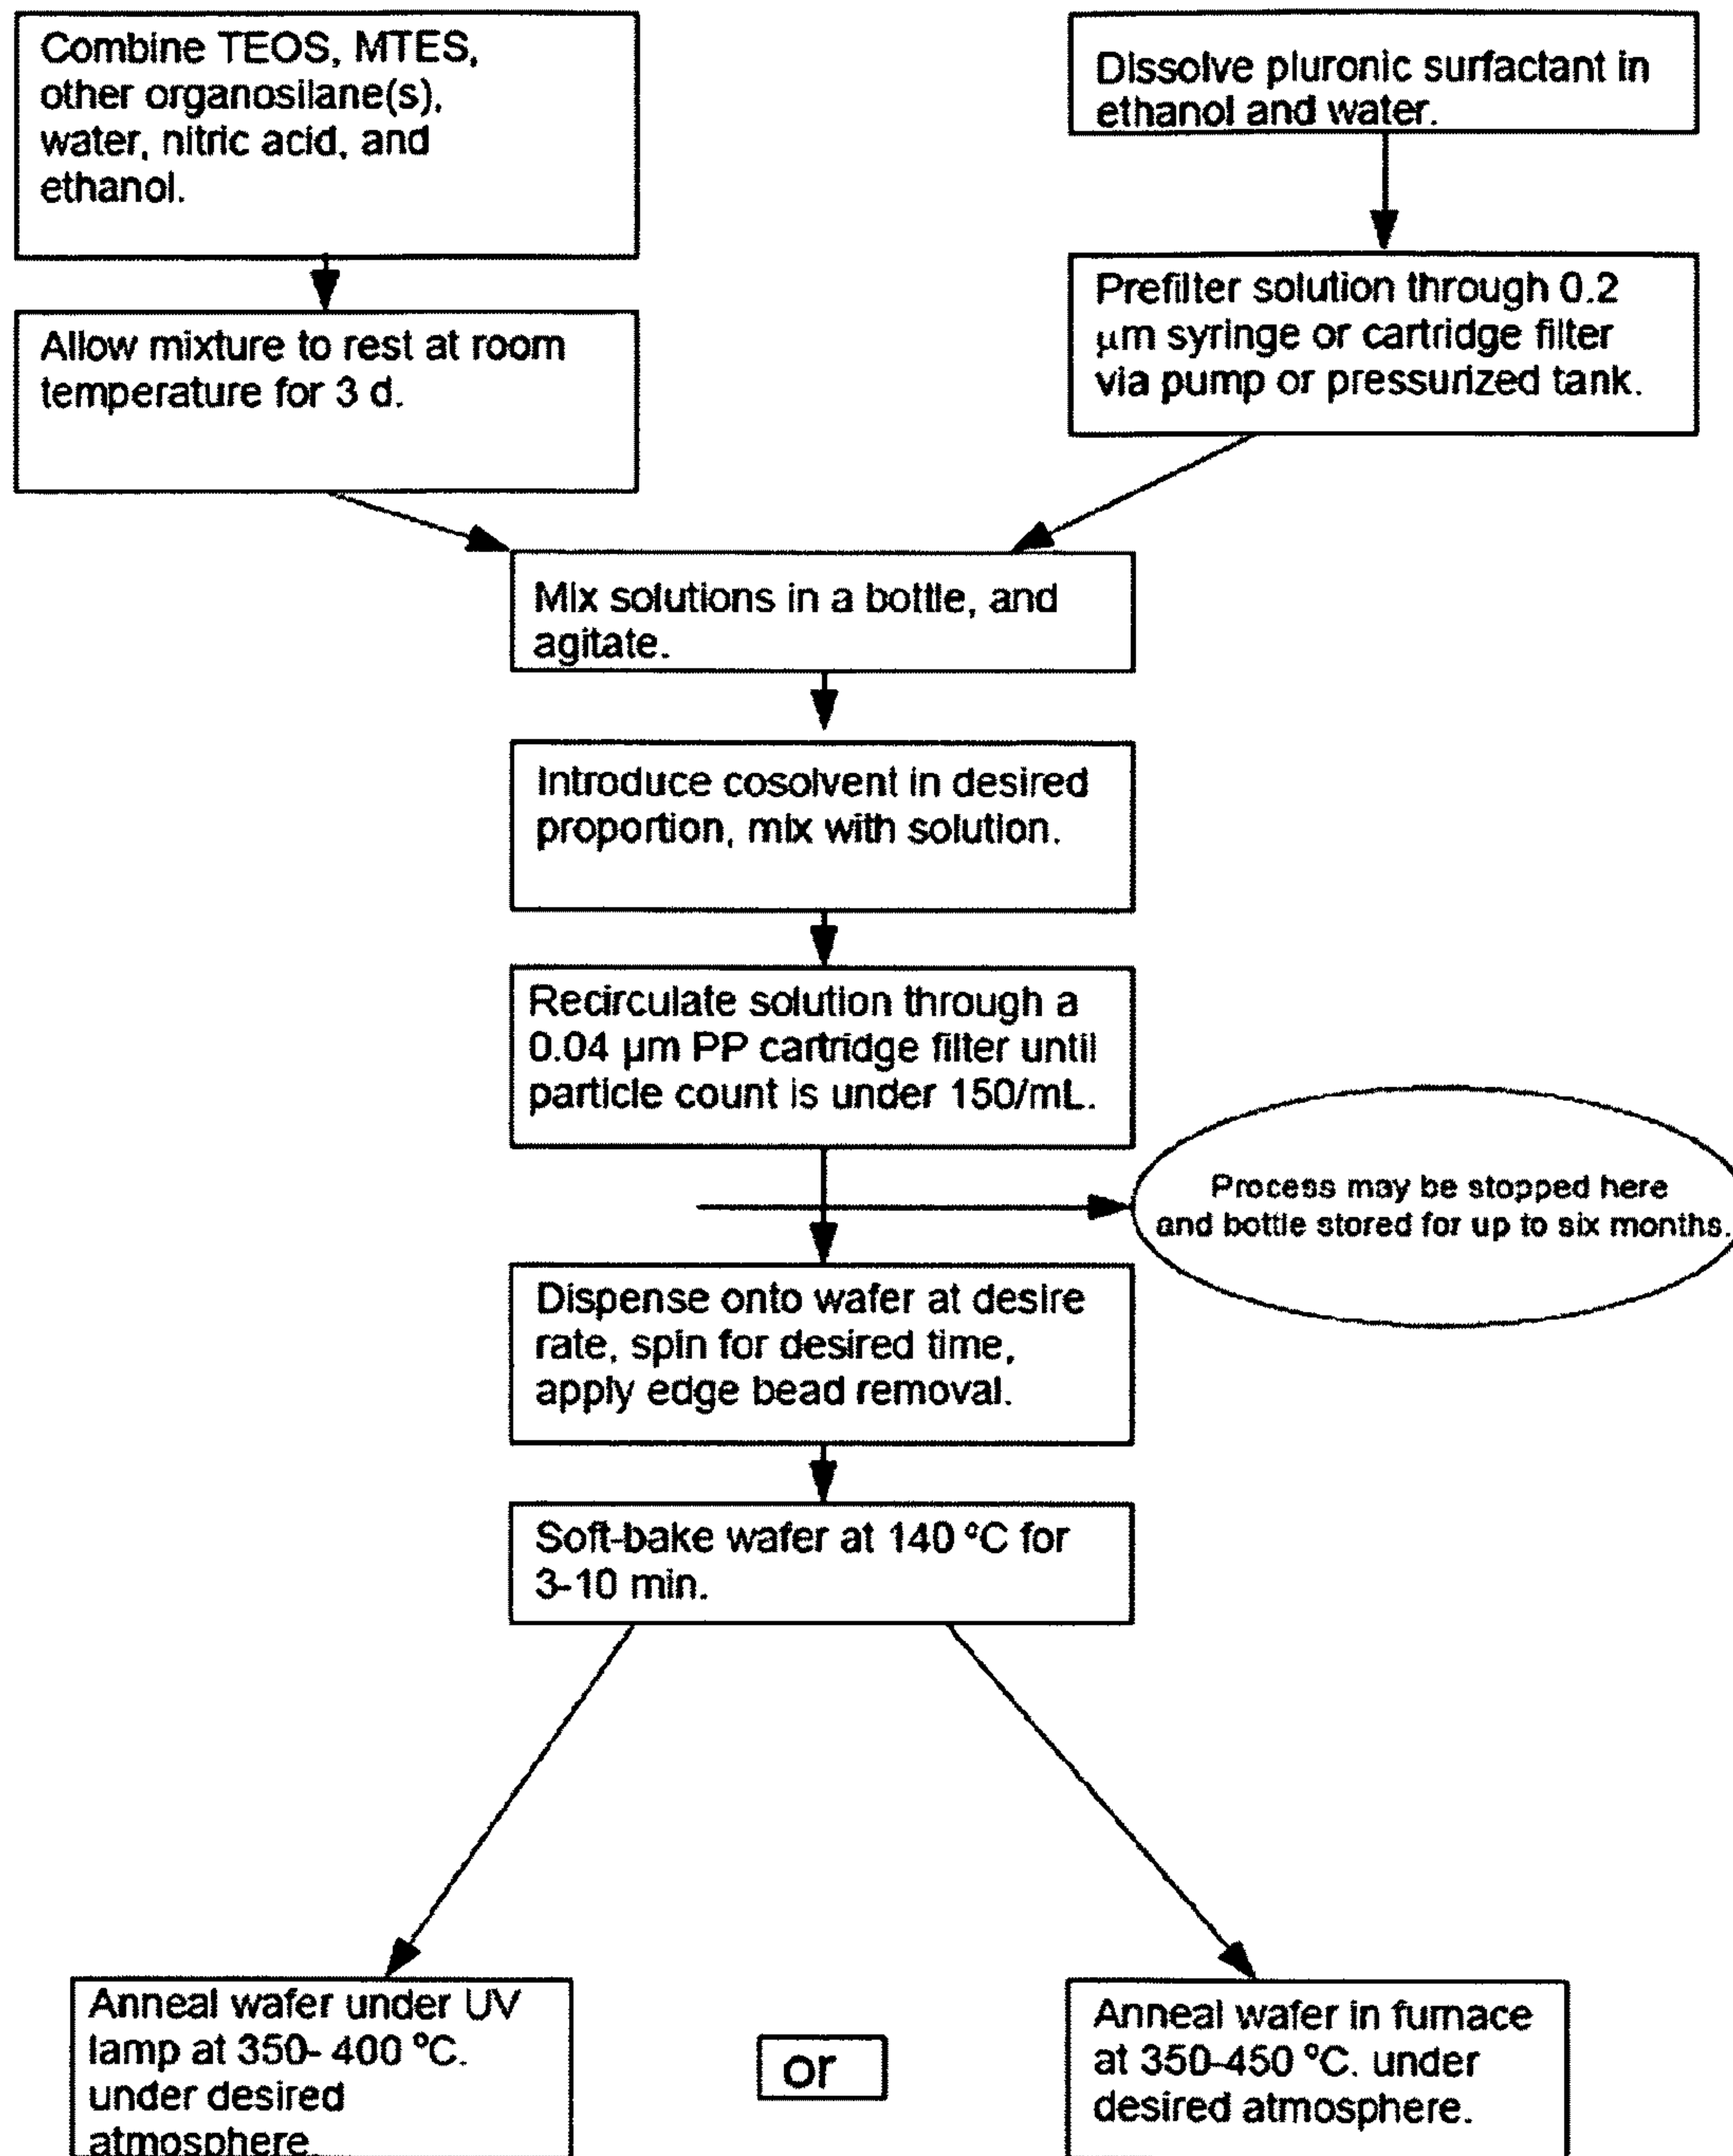 Combine TEOS, MTES,
other organosilane(s),
water, nitric acid, and
ethanol.
Dissolve pluronic surfactant in
ethanol and water.
Allow mixture to rest at room
temperature for 3 d.
Prefilter solution through 0.2
μm syringe or cartridge filter
via pump or pressurized tank.
Mix solutions in a bottle, and
agitate.
Introduce cosolvent in desired
proportion, mix with solution.
Recirculate solution through a
0.04 μm PP cartridge filter until
particle count is under 150/mL.
Process may be stopped here
and bottle stored for up to six months.
Dispense onto wafer at desire
rate, spin for desired time,
apply edge bead removal.
Soft-bake wafer at 140 ºC for
3-10 min.
Anneal wafer under UV
lamp at 350- 400 ºC.
under desired
atmosphere.
or
Anneal wafer in furnace
at 350-450 ºC. under
desired atmosphere.